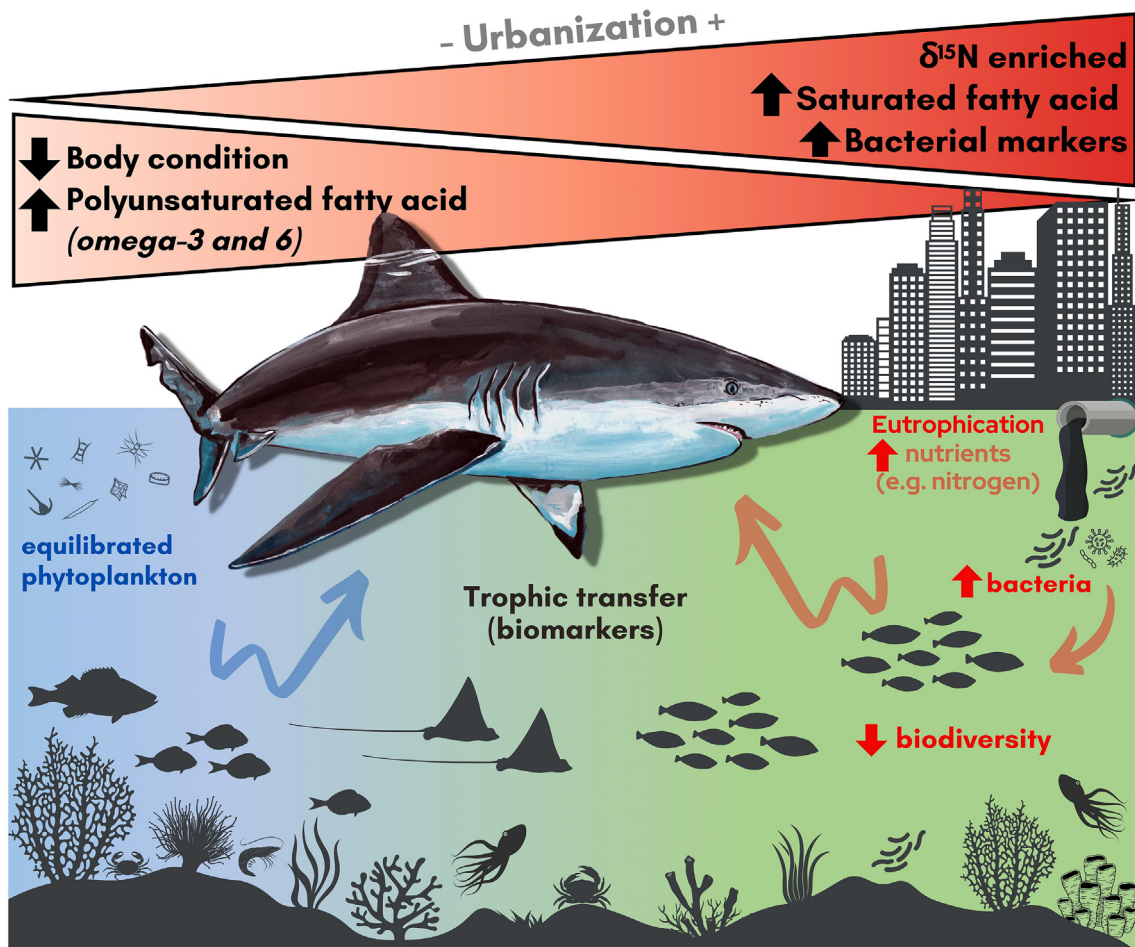 - Urbanization +
δ¹⁵N enriched
Saturated fatty acid
Bacterial markers
Body condition
Polyunsaturated fatty acid
(omega-3 and 6)
Eutrophication
nutrients
(e.g. nitrogen)
equilibrated
phytoplankton
Trophic transfer
(biomarkers)
bacteria
biodiversity